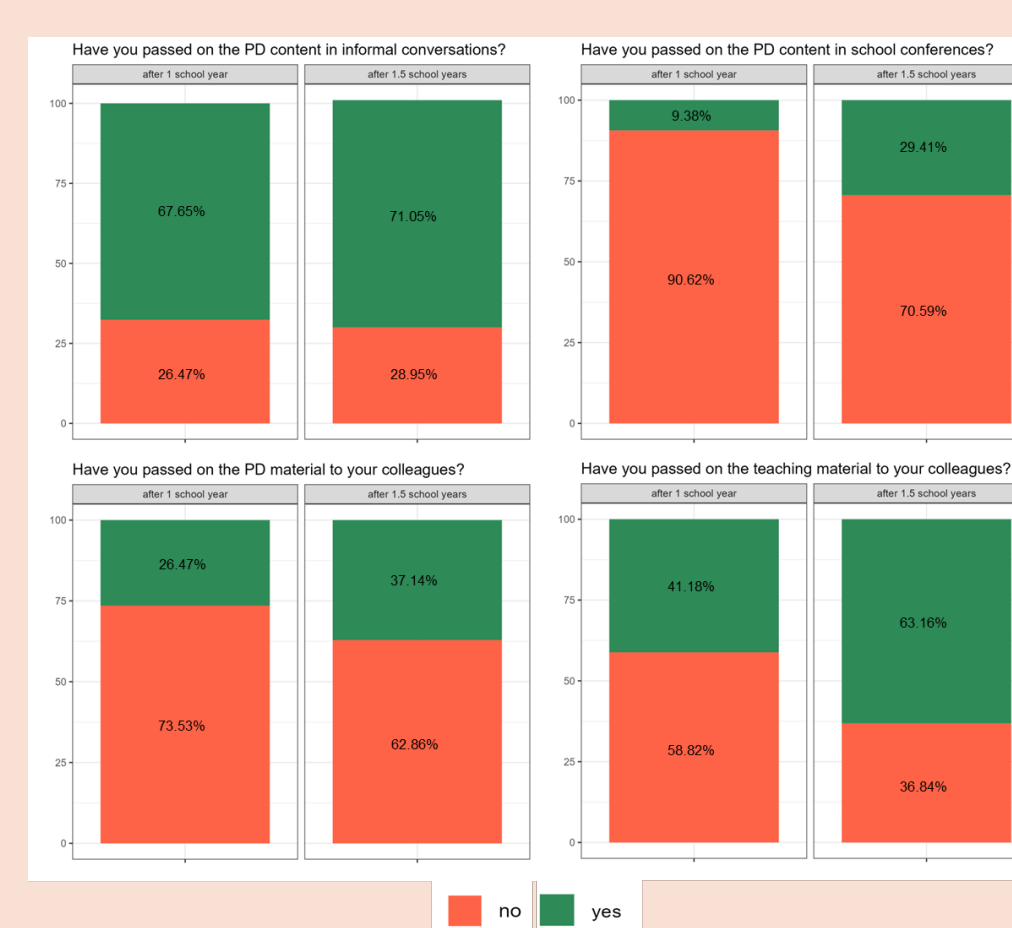 Have you passed on the PD content in informal conversations?
after 1 school year
after 1.5 school years
100
75
50
25
0
67.65%
26.47%
71.05%
28.95%
Have you passed on the PD content in school conferences?
after 1 school year
after 1.5 school years
100
75
50
25
0
9.38%
90.62%
29.41%
70.59%
Have you passed on the PD material to your colleagues?
after 1 school year
after 1.5 school years
100
75
50
25
0
26.47%
73.53%
37.14%
62.86%
Have you passed on the teaching material to your colleagues?
after 1 school year
after 1.5 school years
100
75
50
25
0
41.18%
58.82%
63.16%
36.84%
no
yes